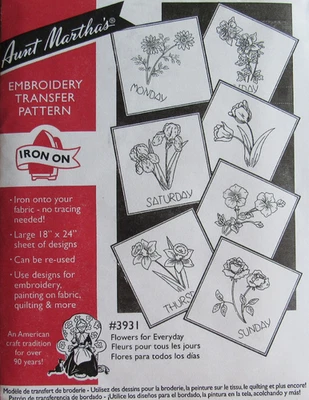 Aunt Martha's®
EMBROIDERY
TRANSFER
PATTERN
IRON ON
• Iron onto your
fabric - no tracing
needed!
• Large 18" x 24"
sheet of designs
• Can be re-used
• Use designs for
embroidery,
painting on fabric,
quilting & more
An American
craft tradition
for over
90 years!
MONDAY
DAY
SATURDAY
THURS
SUNDAY
#3931
Flowers for Everyday
Fleurs pour tous les jours
Flores para todos los días
Modèle de transfert de broderie - Utilisez des dessins pour la broderie, la peinture sur le tissu, le quilting et plus encore!
Patrón de transferencia de bordado - ¡Utilice los diseños para el bordado, la pintura en la tela, acolchando y más!